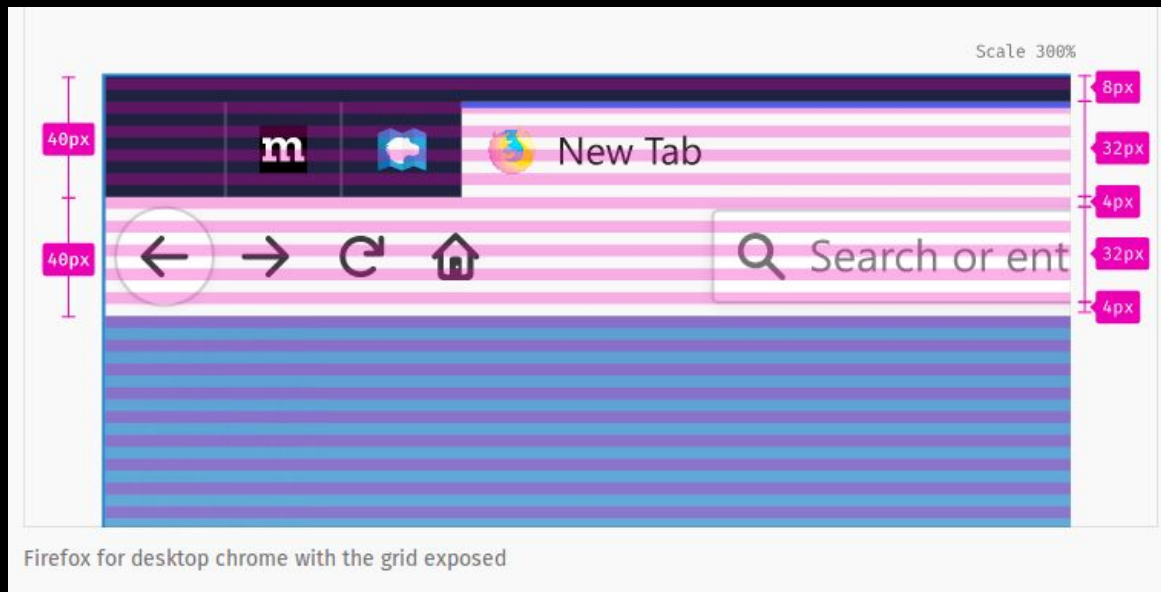 Scale 300%
8px
40px
m
New Tab
32px
4px
40px
Search or ent
32px
4px
Firefox for desktop chrome with the grid exposed